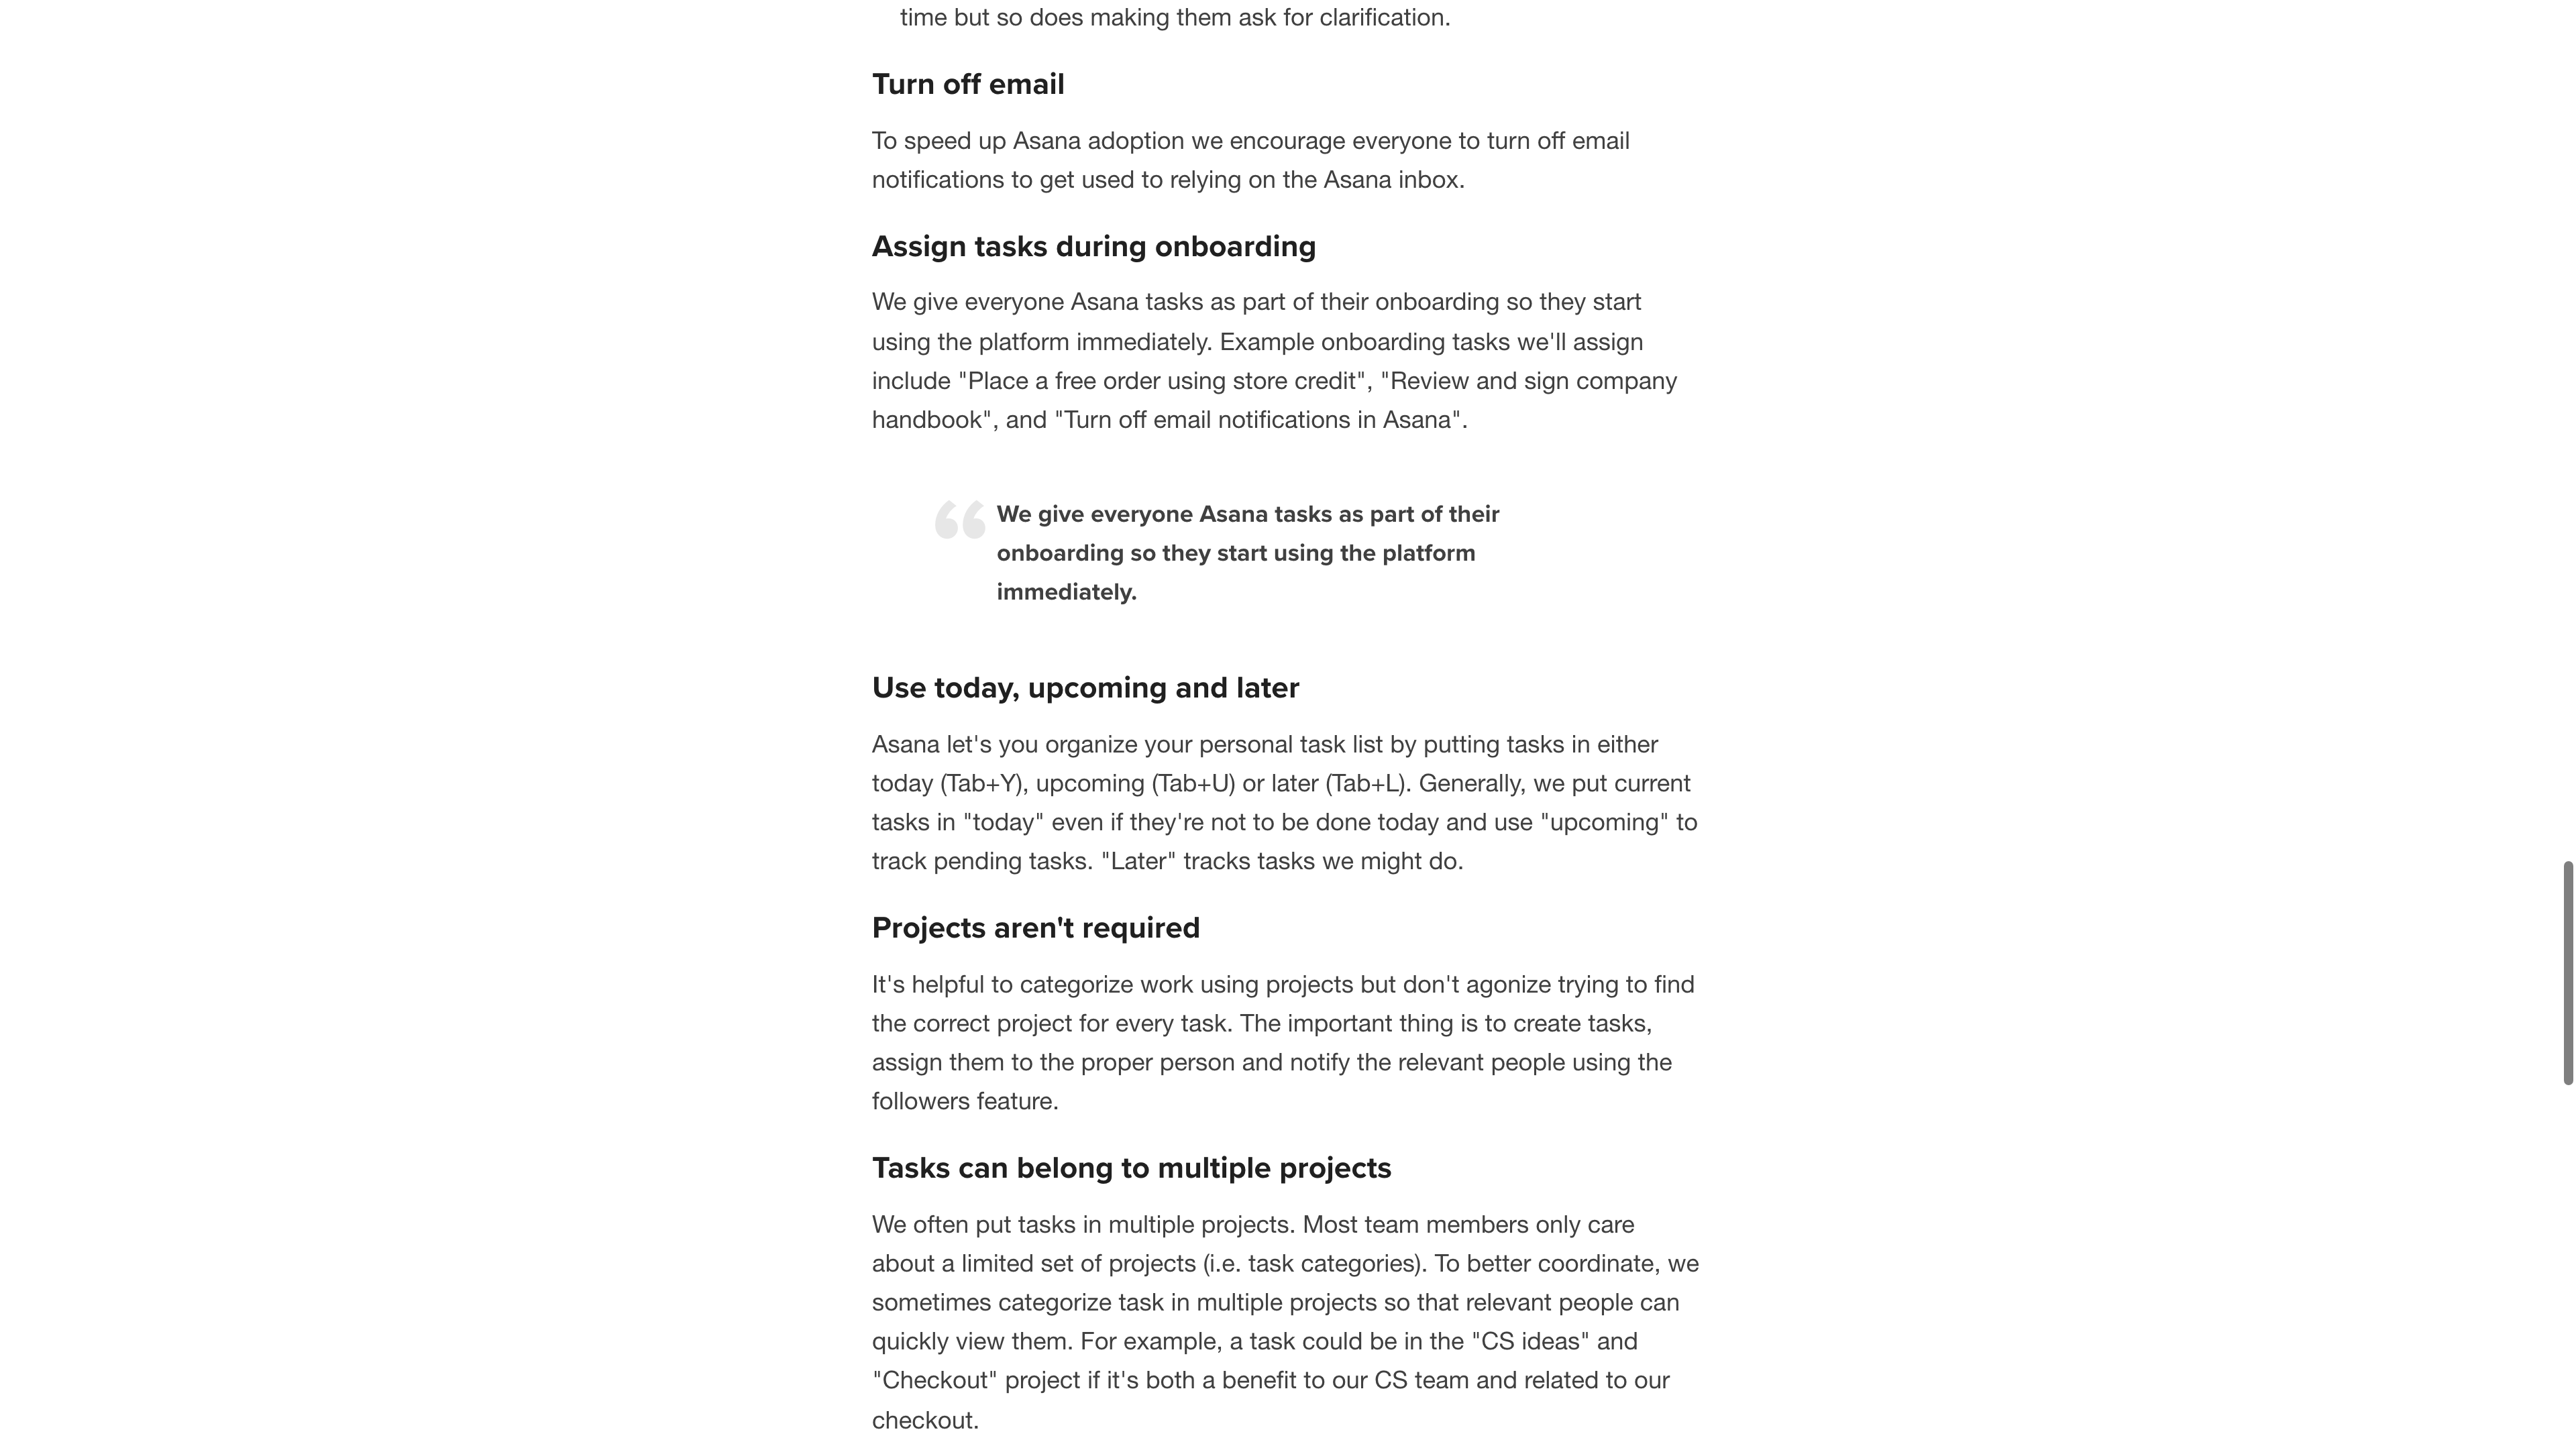 time but so does making them ask for clarification.
Turn off email
To speed up Asana adoption we encourage everyone to turn off email
notifications to get used to relying on the Asana inbox.
Assign tasks during onboarding
We give everyone Asana tasks as part of their onboarding so they start
using the platform immediately. Example onboarding tasks we'll assign
include "Place a free order using store credit", "Review and sign company
handbook", and "Turn off email notifications in Asana".
“ We give everyone Asana tasks as part of their
onboarding so they start using the platform
immediately.
Use today, upcoming and later
Asana let's you organize your personal task list by putting tasks in either
today (Tab+Y), upcoming (Tab+U) or later (Tab+L). Generally, we put current
tasks in "today" even if they're not to be done today and use "upcoming" to
track pending tasks. "Later" tracks tasks we might do.
Projects aren't required
It's helpful to categorize work using projects but don't agonize trying to find
the correct project for every task. The important thing is to create tasks,
assign them to the proper person and notify the relevant people using the
followers feature.
Tasks can belong to multiple projects
We often put tasks in multiple projects. Most team members only care
about a limited set of projects (i.e. task categories). To better coordinate, we
sometimes categorize task in multiple projects so that relevant people can
quickly view them. For example, a task could be in the "CS ideas" and
"Checkout" project if it's both a benefit to our CS team and related to our
checkout.